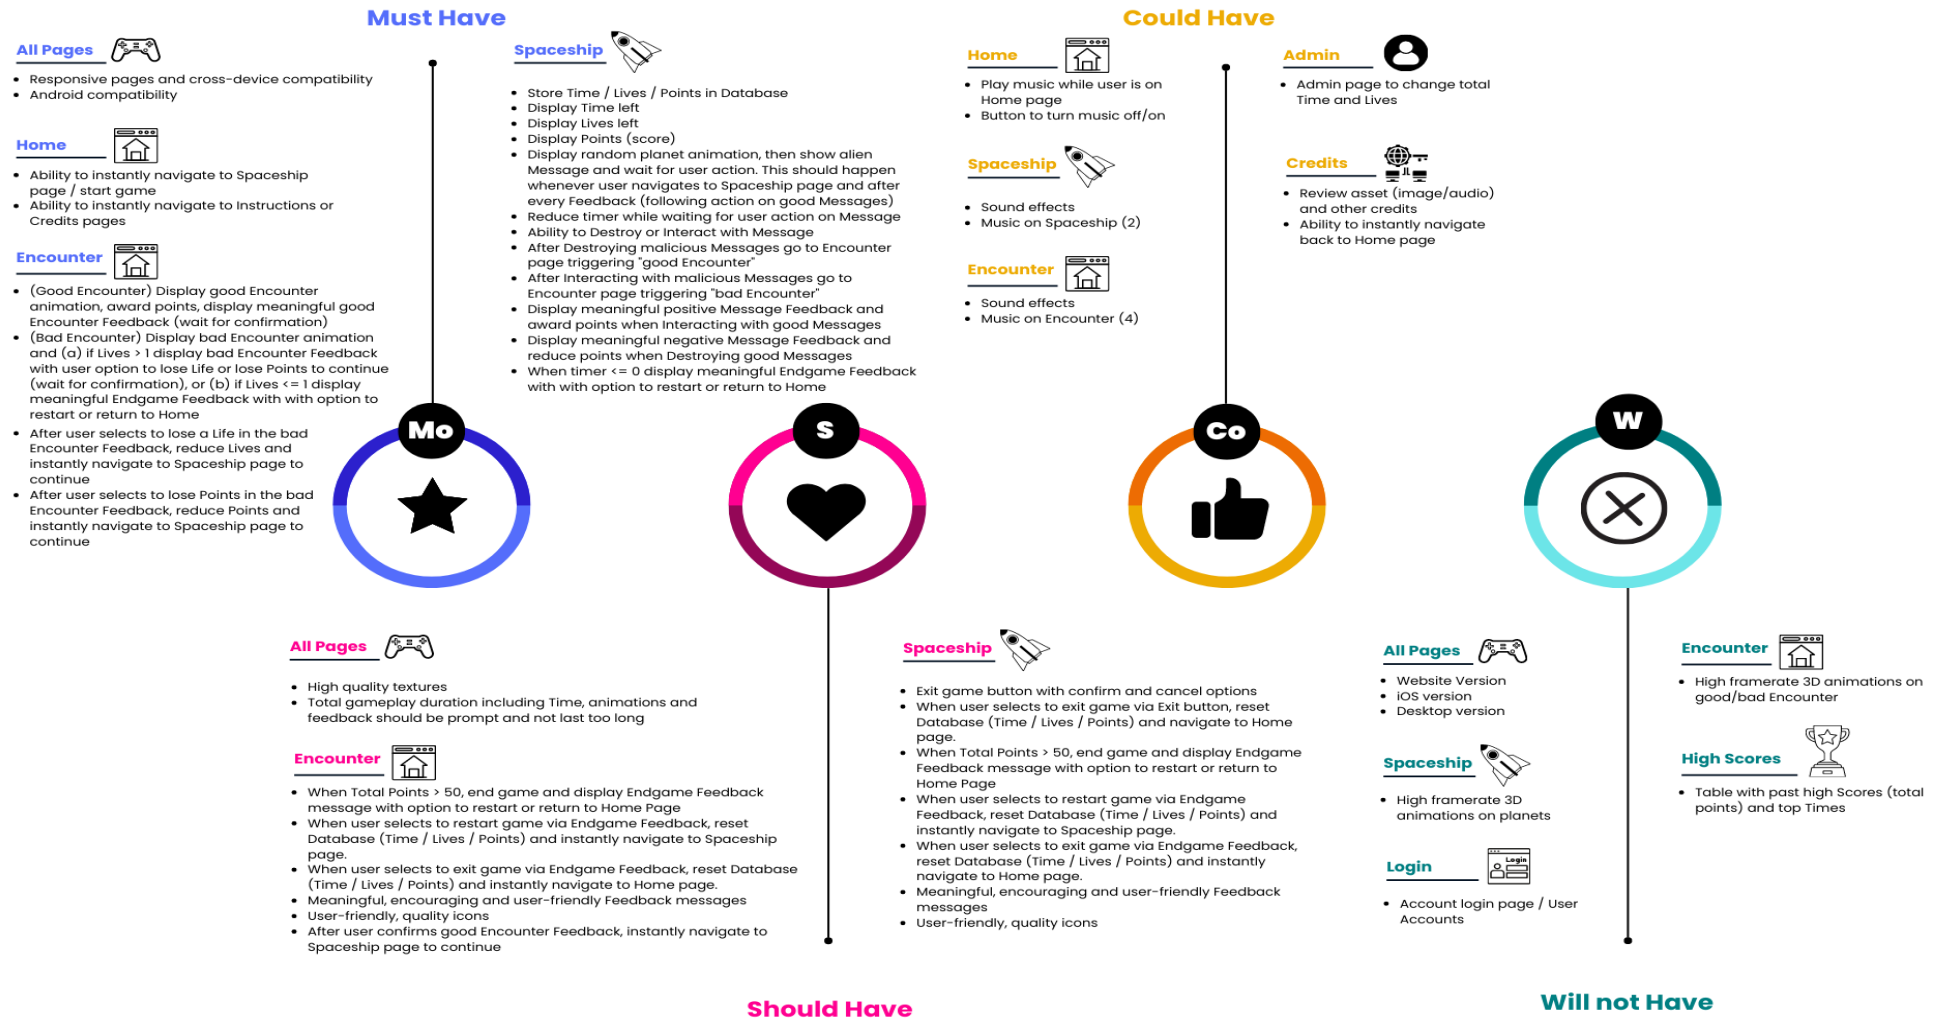 Must Have
All Pages
• Responsive pages and cross-device compatibility
• Android compatibility
Home
• Ability to instantly navigate to Spaceship
page / start game
• Ability to instantly navigate to Instructions or
Credits pages
Encounter
• (Good Encounter) Display good Encounter
animation, award points, display meaningful good
Encounter Feedback (wait for confirmation)
• (Bad Encounter) Display bad Encounter animation
and (a) if Lives > 1 display bad Encounter Feedback
with user option to lose Life or lose Points to continue
(wait for confirmation), or (b) if Lives <= 1 display
meaningful Endgame Feedback with with option to
restart or return to Home
• After user selects to lose a Life in the bad
Encounter Feedback, reduce Lives and
instantly navigate to Spaceship page to
continue
• After user selects to lose Points in the bad
Encounter Feedback, reduce Points and
instantly navigate to Spaceship page to
continue
Spaceship
• Store Time / Lives / Points in Database
• Display Time left
• Display Lives left
• Display Points (score)
• Display random planet animation, then show alien
Message and wait for user action. This should happen
whenever user navigates to Spaceship page and after
every Feedback (following action on good Messages)
• Reduce timer while waiting for user action on Message
• Ability to Destroy or Interact with Message
• After Destroying malicious Messages go to Encounter
page triggering "good Encounter"
• After Interacting with malicious Messages go to
Encounter page triggering "bad Encounter"
• Display meaningful positive Message Feedback and
award points when Interacting with good Messages
• Display meaningful negative Message Feedback and
reduce points when Destroying good Messages
• When timer <= 0 display meaningful Endgame Feedback
with with option to restart or return to Home
Could Have
Home
• Play music while user is on
Home page
• Button to turn music off/on
Spaceship
• Sound effects
• Music on Spaceship (2)
Encounter
• Sound effects
• Music on Encounter (4)
Admin
• Admin page to change total
Time and Lives
Credits
JL
• Review asset (image/audio)
and other credits
• Ability to instantly navigate
back to Home page
Mo
S
Co
W
All Pages
• High quality textures
• Total gameplay duration including Time, animations and
feedback should be prompt and not last too long
Encounter
• When Total Points > 50, end game and display Endgame Feedback
message with option to restart or return to Home Page
• When user selects to restart game via Endgame Feedback, reset
Database (Time / Lives / Points) and instantly navigate to Spaceship
page.
• When user selects to exit game via Endgame Feedback, reset Database
(Time / Lives / Points) and instantly navigate to Home page.
• Meaningful, encouraging and user-friendly Feedback messages
• User-friendly, quality icons
• After user confirms good Encounter Feedback, instantly navigate to
Spaceship page to continue
Spaceship
• Exit game button with confirm and cancel options
• When user selects to exit game via Exit button, reset
Database (Time / Lives / Points) and navigate to Home
page.
• When Total Points > 50, end game and display Endgame
Feedback message with option to restart or return to
Home Page
• When user selects to restart game via Endgame
Feedback, reset Database (Time / Lives / Points) and
instantly navigate to Spaceship page.
• When user selects to exit game via Endgame Feedback,
reset Database (Time / Lives / Points) and instantly
navigate to Home page.
• Meaningful, encouraging and user-friendly Feedback
messages
• User-friendly, quality icons
Should Have
All Pages
• Website Version
• iOS version
• Desktop version
Spaceship
• High framerate 3D
animations on planets
Login
Login
• Account login page / User
Accounts
Encounter
• High framerate 3D animations on
good/bad Encounter
High Scores
• Table with past high Scores (total
points) and top Times
Will not Have